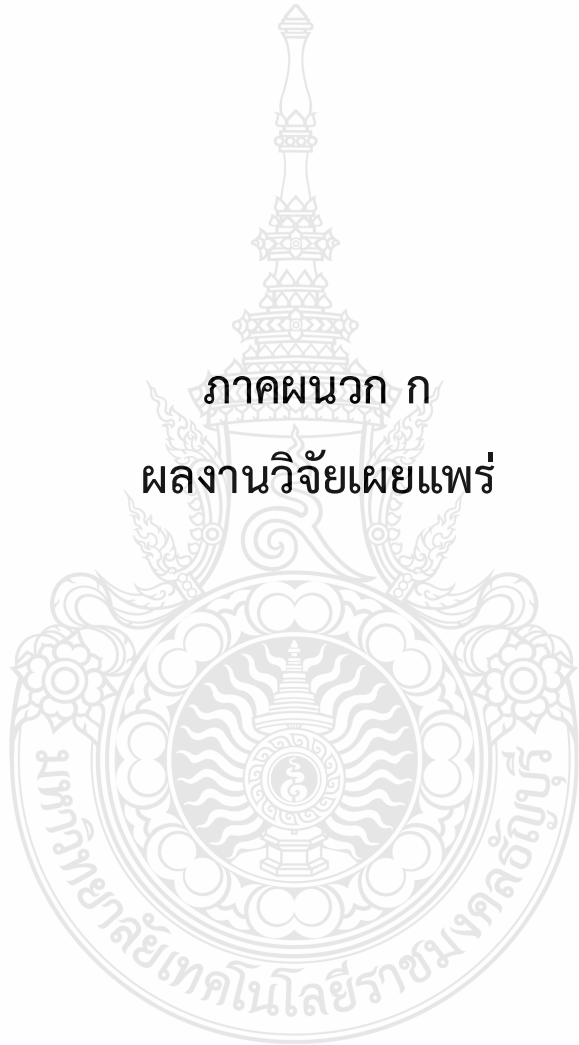 ภาคผนวก ก
ผลงานวิจัยเผยแพร่
มหาวิทยาลัยเทคโนโลยีราชมงคลธัญบุรี